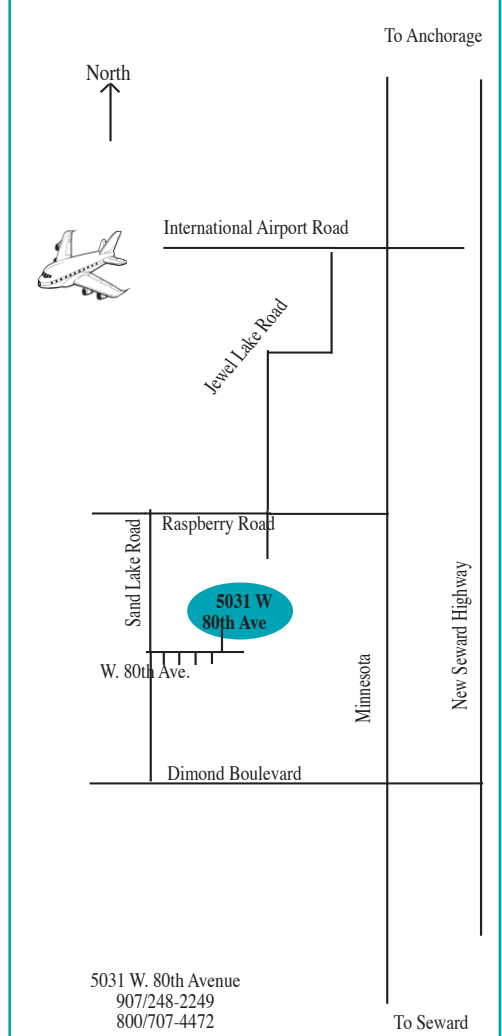 To Anchorage
North
International Airport Road
Jewel Lake Road
Raspberry Road
Sand Lake Road
5031 W
80th Ave
W. 80th Ave.
Minnesota
New Seward Highway
Dimond Boulevard
5031 W. 80th Avenue
907/248-2249
800/707-4472
To Seward